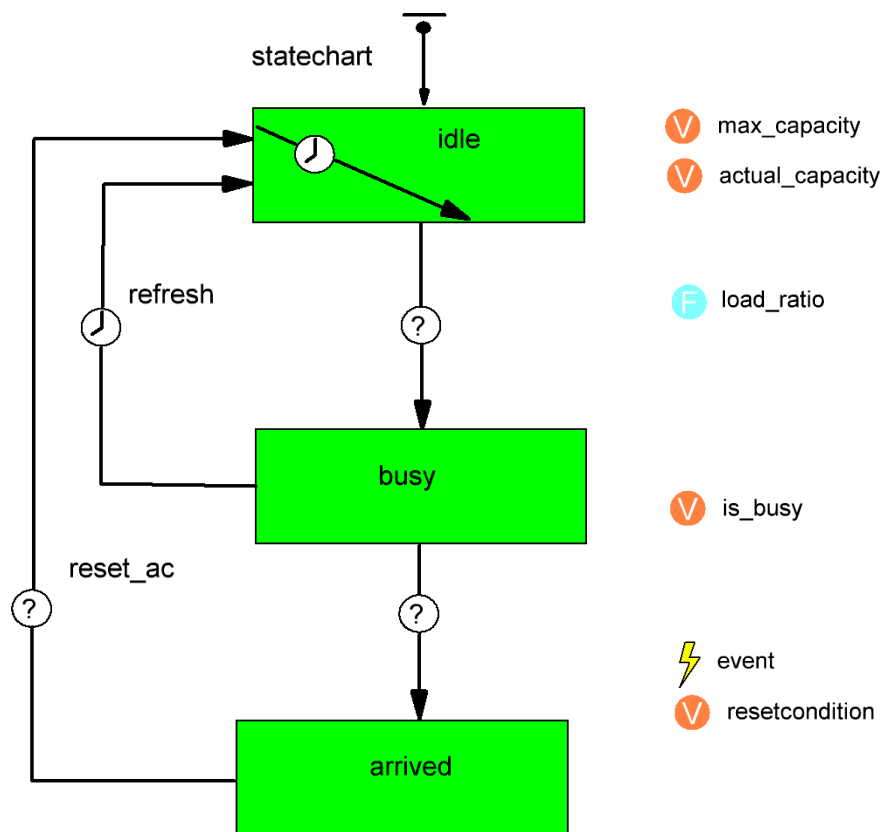 statechart
idle
V max_capacity
V actual_capacity
refresh
F load_ratio
?
busy
V is_busy
reset_ac
?
?
event
V resetcondition
arrived